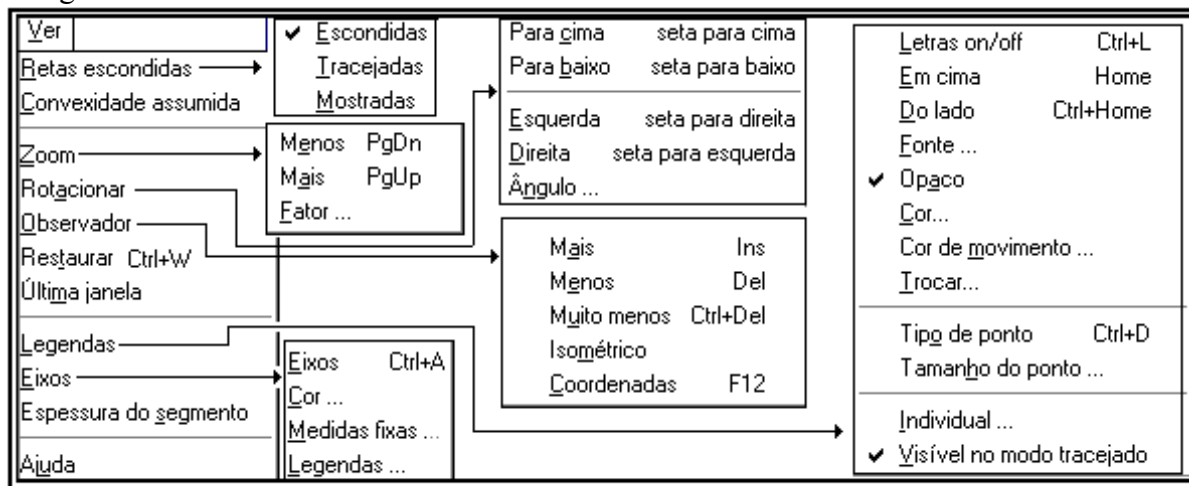 Ver
Retas escondidas
Convexidade assumida
Zoom
Rotacionar
Observador
Restaurar Ctrl+W
Última janela
Legendas
Eixos
Espessura do segmento
Ajuda
✔ Escondidas
Tracejadas
Mostradas
Menos PgDn
Mais PgUp
Fator ...
Eixos Ctrl+A
Cor ...
Medidas fixas ...
Legendas ...
Para cima seta para cima
Para baixo seta para baixo
Esquerda seta para direita
Direita seta para esquerda
Ângulo ...
Mais Ins
Menos Del
Muito menos Ctrl+Del
Isométrico
Coordenadas F12
Letras on/off Ctrl+L
Em cima Home
Do lado Ctrl+Home
Fonte ...
✔ Opaco
Cor...
Cor de movimento ...
Trocar...
Tipo de ponto Ctrl+D
Tamanho do ponto ...
Individual ...
✔ Visível no modo tracejado